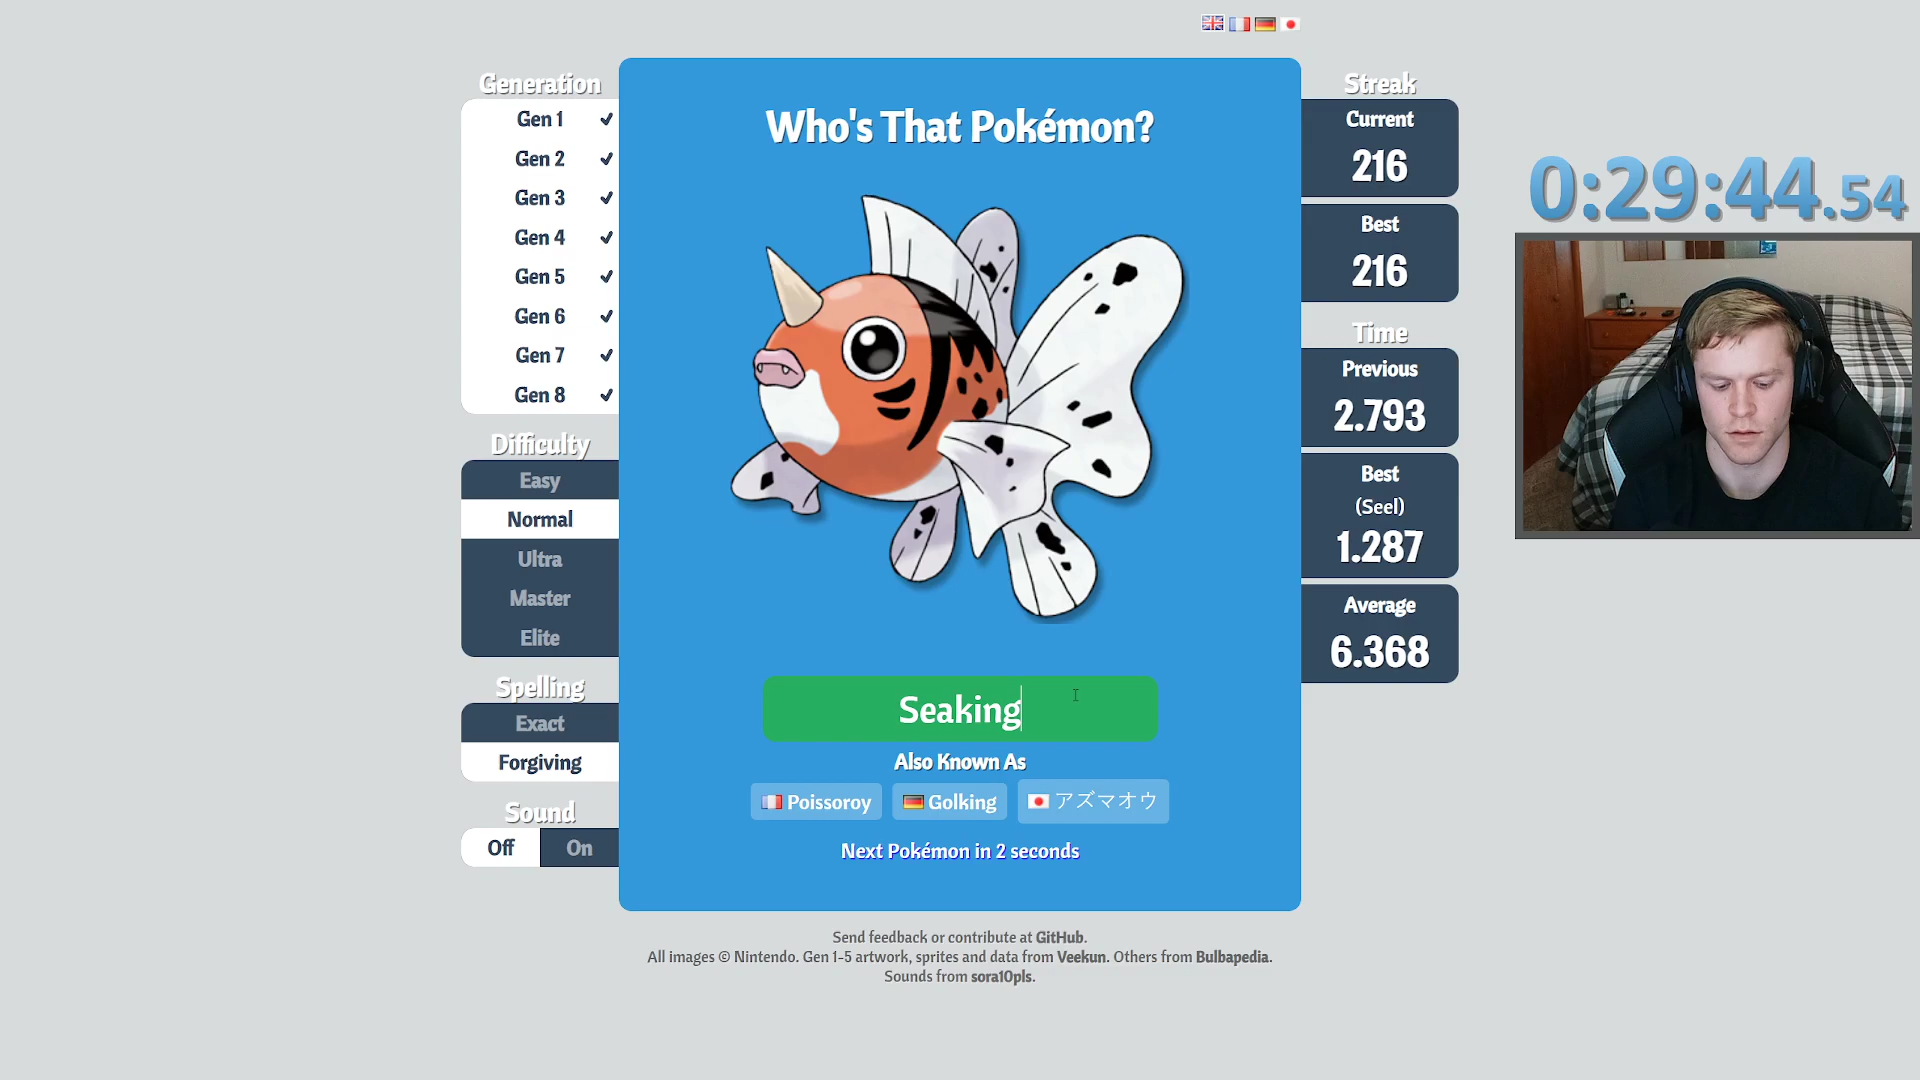 Generation
Gen 1
Gen 2
Gen 3
Gen 4
Gen 5
Gen 6
Gen 7
Gen 8
Difficulty
Easy
Normal
Ultra
Master
Elite
Spelling
Exact
Forgiving
Sound
Off On
Who's That Pokémon?
Seaking
Also Known As
Poissoroy Golking アズマオウ
Next Pokémon in 2 seconds
Streak
Current
216
Best
216
Time
Previous
2.793
Best
(Seel)
1.287
Average
6.368
0:29:44.54
Send feedback or contribute at GitHub.
All images © Nintendo. Gen 1-5 artwork, sprites and data from Veekun. Others from Bulbapedia.
Sounds from sora10pls.